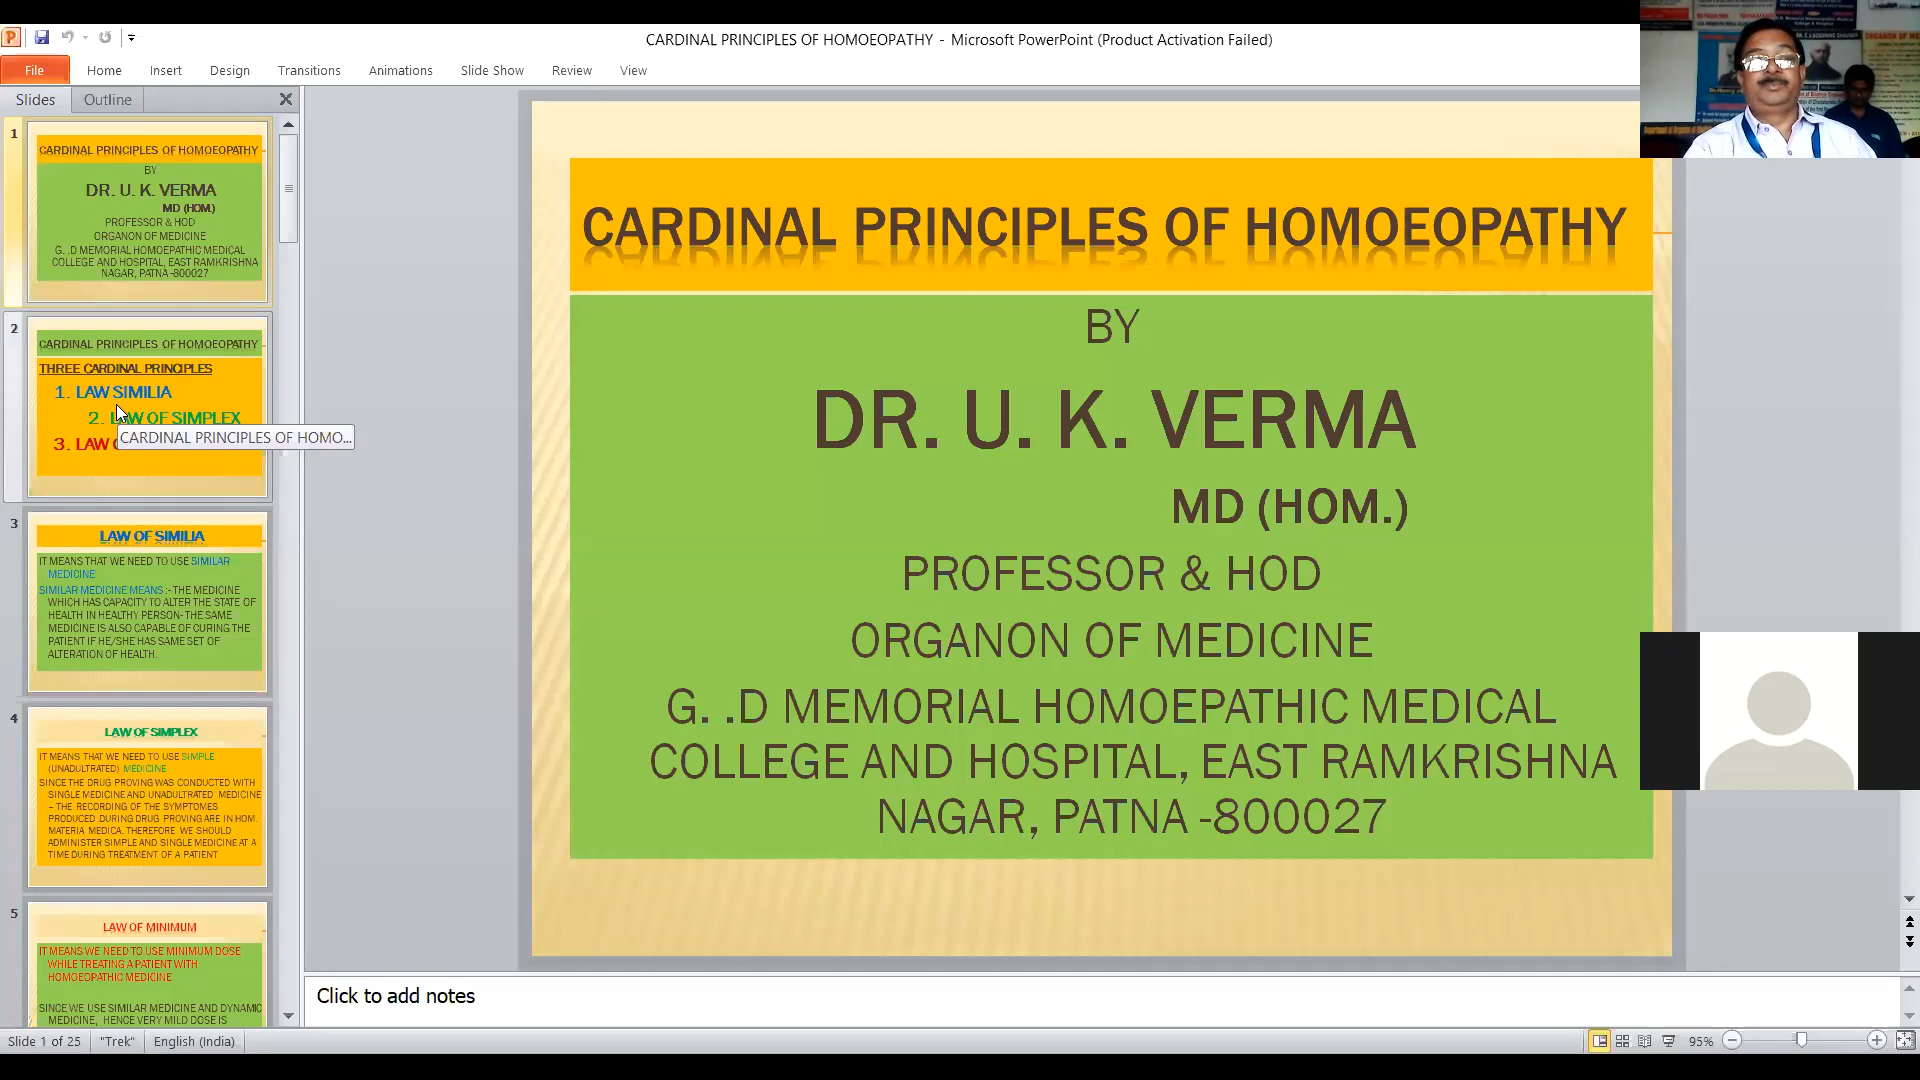 CARDINAL PRINCIPLES OF HOMOEOPATHY - Microsoft PowerPoint (Product Activation Failed)
File Home Insert Design Transitions Animations Slide Show Review View
Slides Outline
1
CARDINAL PRINCIPLES OF HOMOEOPATHY
BY
DR. U. K. VERMA
MD (HOM.)
PROFESSOR & HOD
ORGANON OF MEDICINE
G. .D MEMORIAL HOMOEPATHIC MEDICAL
COLLEGE AND HOSPITAL, EAST RAMKRISHNA
NAGAR, PATNA -800027
2
CARDINAL PRINCIPLES OF HOMOEOPATHY
THREE CARDINAL PRINCIPLES
1. LAW SIMILIA
2. LAW OF SIMPLEX
3. LAW
CARDINAL PRINCIPLES OF HOMO...
3
LAW OF SIMILIA
IT MEANS THAT WE NEED TO USE SIMILAR
MEDICINE
SIMILAR MEDICINE MEANS :- THE MEDICINE
WHICH HAS CAPACITY TO ALTER THE STATE OF
HEALTH IN HEALTHY PERSON- THE SAME
MEDICINE IS ALSO CAPABLE OF CURING THE
PATIENT IF HE/SHE HAS SAME SET OF
ALTERATION OF HEALTH.
4
LAW OF SIMPLEX
IT MEANS THAT WE NEED TO USE SIMPLE
(UNADULTRATED) MEDICINE
SINCE THE DRUG PROVING WAS CONDUCTED WITH
SINGLE MEDICINE AND UNADULTRATED MEDICINE
– THE RECORDING OF THE SYMPTOMS
PRODUCED DURING DRUG PROVING ARE IN HOM.
MATERIA MEDICA. THEREFORE WE SHOULD
ADMINISTER SIMPLE AND SINGLE MEDICINE AT A
TIME DURING TREATMENT OF A PATIENT
5
LAW OF MINIMUM
IT MEANS WE NEED TO USE MINIMUM DOSE
WHILE TREATING A PATIENT WITH
HOMOEOPATHIC MEDICINE
SINCE WE USE SIMILAR MEDICINE AND DYNAMIC
MEDICINE, HENCE VERY MILD DOSE IS
CARDINAL PRINCIPLES OF HOMOEOPATHY
BY
DR. U. K. VERMA
MD (HOM.)
PROFESSOR & HOD
ORGANON OF MEDICINE
G. .D MEMORIAL HOMOEPATHIC MEDICAL
COLLEGE AND HOSPITAL, EAST RAMKRISHNA
NAGAR, PATNA -800027
Click to add notes
Slide 1 of 25 "Trek" English (India) 95%